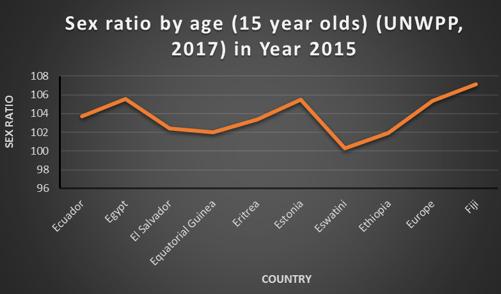 Sex ratio by age (15 year olds) (UNWPP,
2017) in Year 2015
SEX RATIO
108
106
104
102
100
98
96
Ecuador
Egypt
El Salvador
Equatorial Guinea
Eritrea
Estonia
Eswatini
Ethiopia
Europe
Fiji
COUNTRY